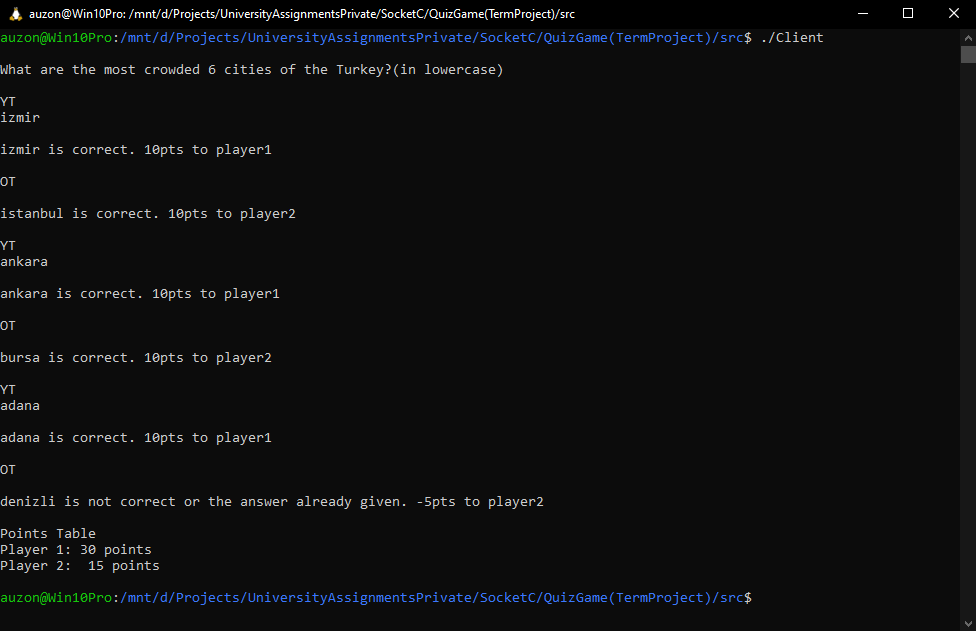 auzon@Win10Pro: /mnt/d/Projects/UniversityAssignmentsPrivate/SocketC/QuizGame(TermProject)/src
auzon@Win10Pro:/mnt/d/Projects/UniversityAssignmentsPrivate/SocketC/QuizGame(TermProject)/src$ ./Client
What are the most crowded 6 cities of the Turkey?(in lowercase)
YT
izmir
izmir is correct. 10pts to player1
OT
istanbul is correct. 10pts to player2
YT
ankara
ankara is correct. 10pts to player1
OT
bursa is correct. 10pts to player2
YT
adana
adana is correct. 10pts to player1
OT
denizli is not correct or the answer already given. -5pts to player2
Points Table
Player 1: 30 points
Player 2:  15 points
auzon@Win10Pro:/mnt/d/Projects/UniversityAssignmentsPrivate/SocketC/QuizGame(TermProject)/src$